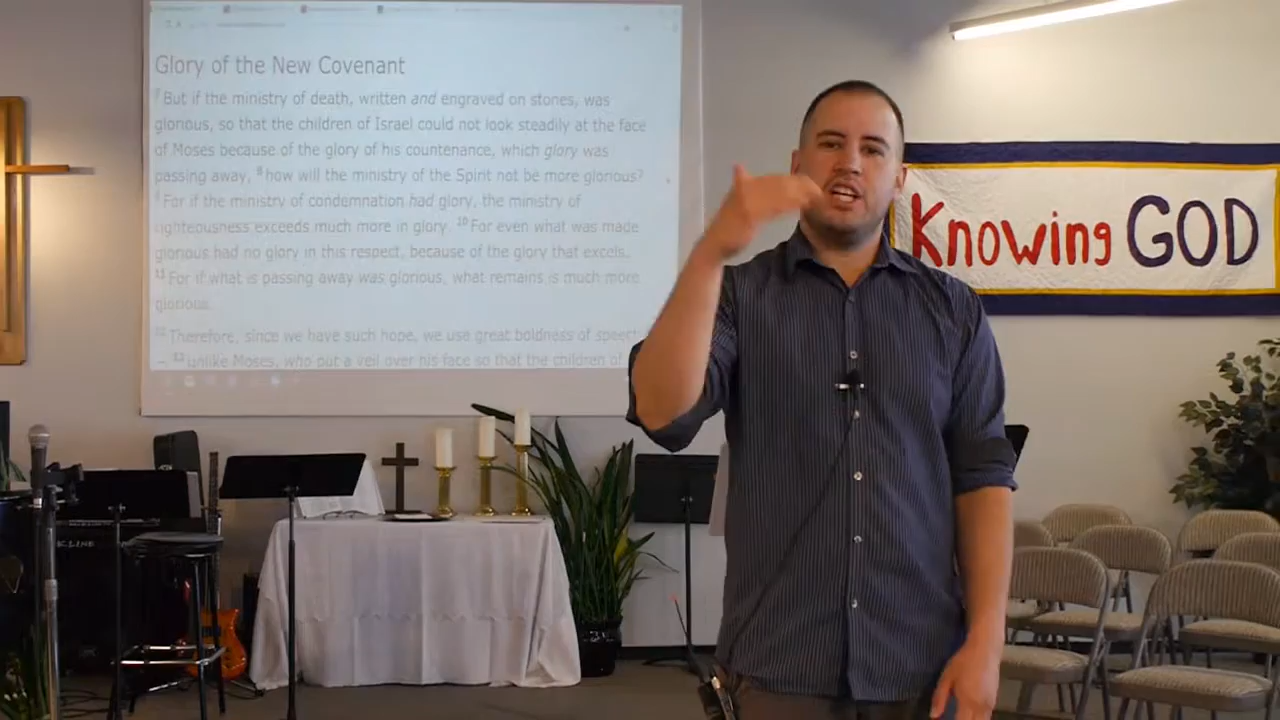 Glory of the New Covenant
7 But if the ministry of death, written and engraved on stones, was
glorious, so that the children of Israel could not look steadily at the face
of Moses because of the glory of his countenance, which glory was
passing away, 8 how will the ministry of the Spirit not be more glorious?
9 For if the ministry of condemnation had glory, the ministry of
righteousness exceeds much more in glory. 10 For even what was made
glorious had no glory in this respect, because of the glory that excels.
11 For if what is passing away was glorious, what remains is much more
glorious.
12 Therefore, since we have such hope, we use great boldness of speech
– 13 unlike Moses, who put a veil over his face so that the children of
Knowing GOD